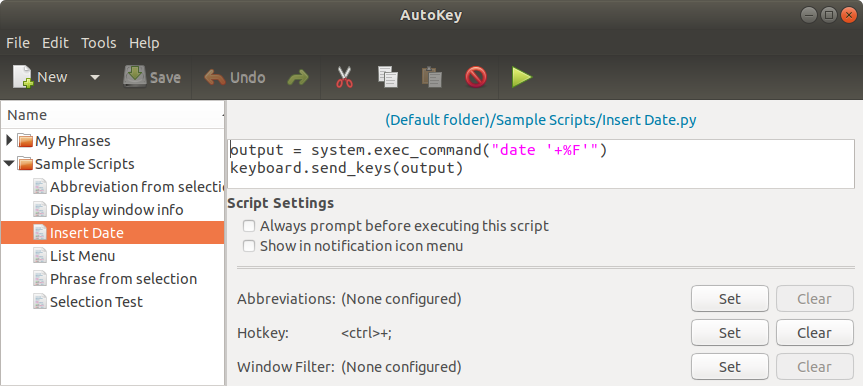 AutoKey
File Edit Tools Help
New Save Undo
Name
My Phrases
Sample Scripts
Abbreviation from selectio
Display window info
Insert Date
List Menu
Phrase from selection
Selection Test
(Default folder)/Sample Scripts/Insert Date.py
output = system.exec_command("date '+%F'")
keyboard.send_keys(output)
Script Settings
Always prompt before executing this script
Show in notification icon menu
Abbreviations: (None configured) Set Clear
Hotkey: <ctrl>+; Set Clear
Window Filter: (None configured) Set Clear